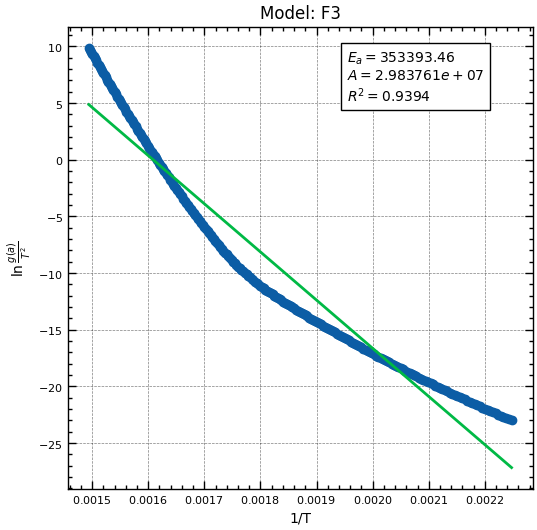 Model: F3
E_a = 353393.46
A = 2.983761e + 07
R² = 0.9394
10
5
0
−5
−10
−15
−20
−25
ln g(a)/T²
0.0015 0.0016 0.0017 0.0018 0.0019 0.0020 0.0021 0.0022
1/T